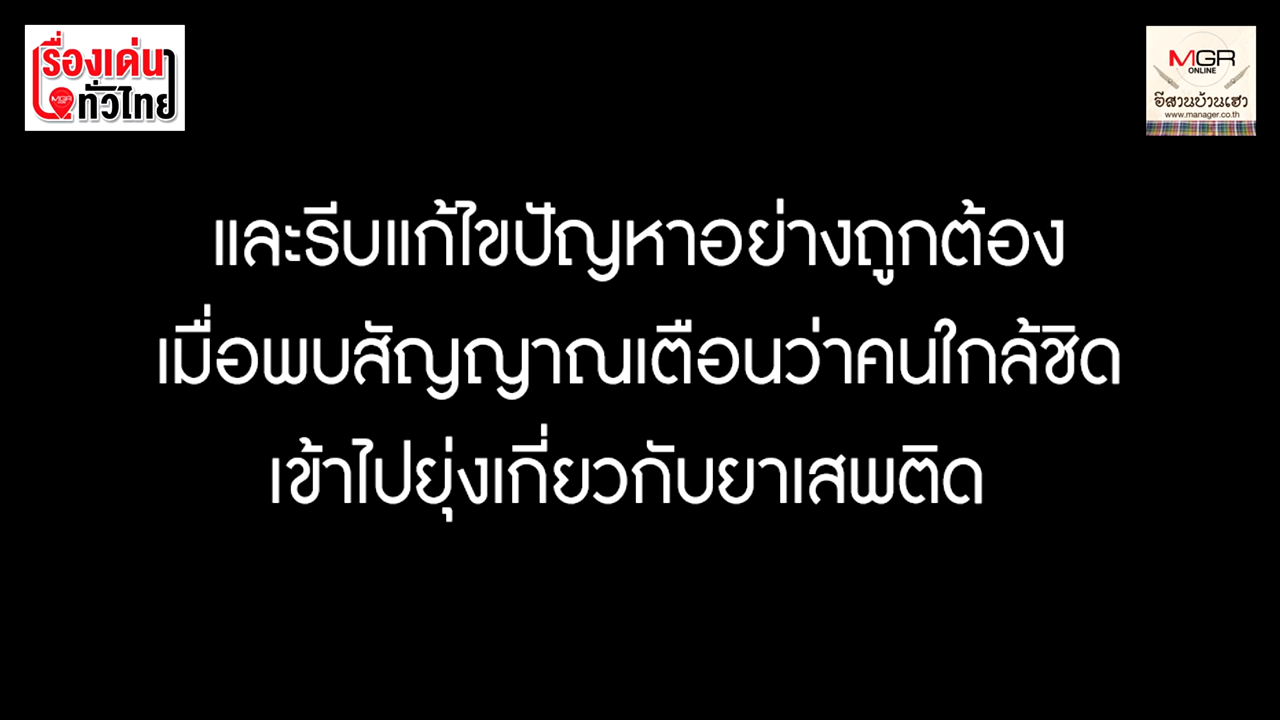 เรื่องเด่น
MGR
ทั่วไทย
MGR
ONLINE
อีสานบ้านเฮา
www.manager.co.th
และรีบแก้ไขปัญหาอย่างถูกต้อง
เมื่อพบสัญญาณเตือนว่าคนใกล้ชิด
เข้าไปยุ่งเกี่ยวกับยาเสพติด